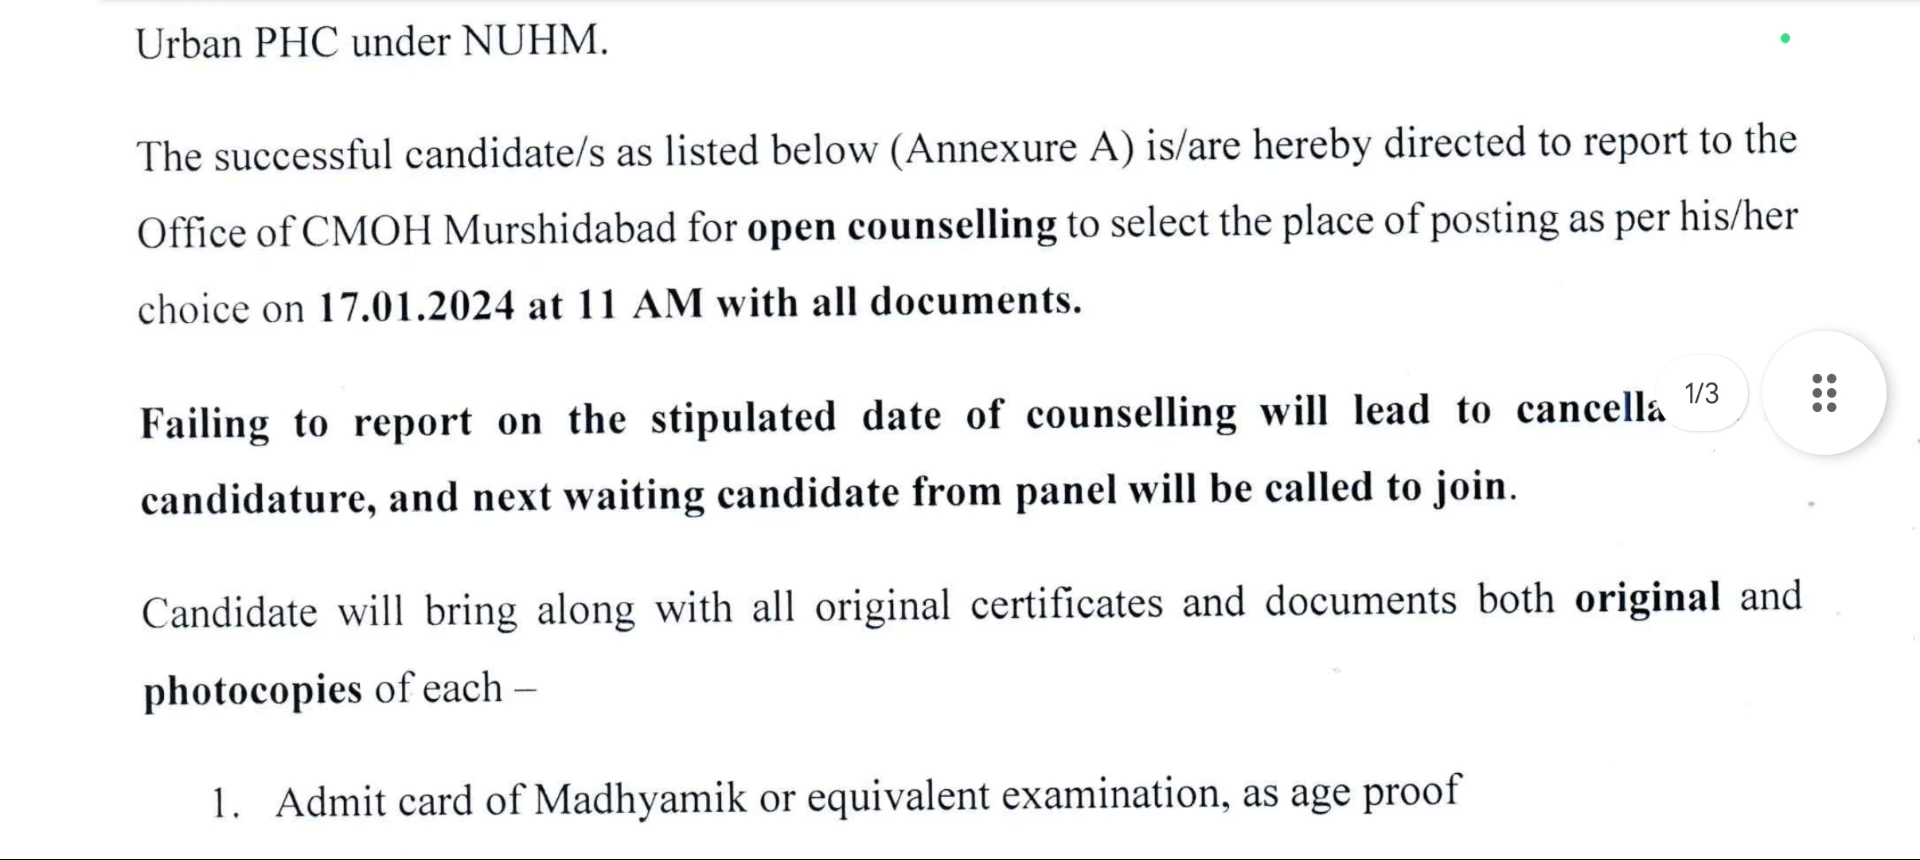 Urban PHC under NUHM.
The successful candidate/s as listed below (Annexure A) is/are hereby directed to report to the
Office of CMOH Murshidabad for open counselling to select the place of posting as per his/her
choice on 17.01.2024 at 11 AM with all documents.
Failing to report on the stipulated date of counselling will lead to cancella
1/3
candidature, and next waiting candidate from panel will be called to join.
Candidate will bring along with all original certificates and documents both original and
photocopies of each –
1. Admit card of Madhyamik or equivalent examination, as age proof